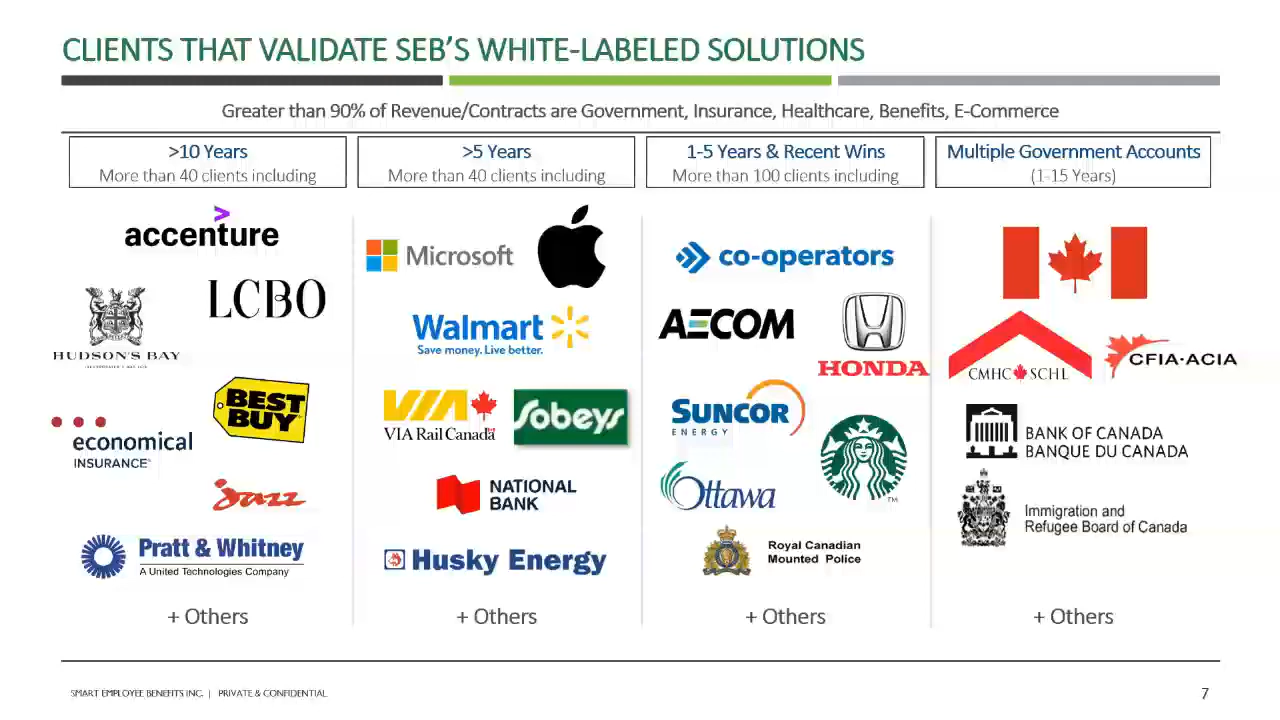 CLIENTS THAT VALIDATE SEB'S WHITE-LABELED SOLUTIONS
Greater than 90% of Revenue/Contracts are Government, Insurance, Healthcare, Benefits, E-Commerce
>10 Years
More than 40 clients including
>
accenture
LCBO
HUDSON'S BAY
BEST
BUY
economical
INSURANCE
Jazz
Pratt & Whitney
A United Technologies Company
+ Others
>5 Years
More than 40 clients including
Microsoft
Walmart
Save money. Live better.
VIA
VIA Rail Canada
Sobeys
NATIONAL
BANK
Husky Energy
+ Others
1-5 Years & Recent Wins
More than 100 clients including
co-operators
AECOM
HONDA
SUNCOR
ENERGY
TM
Ottawa
Royal Canadian
Mounted Police
+ Others
Multiple Government Accounts
(1-15 Years)
CMHC SCHL
CFIA-ACIA
BANK OF CANADA
BANQUE DU CANADA
Immigration and
Refugee Board of Canada
+ Others
SMART EMPLOYEE BENEFITS INC. | PRIVATE & CONFIDENTIAL
7